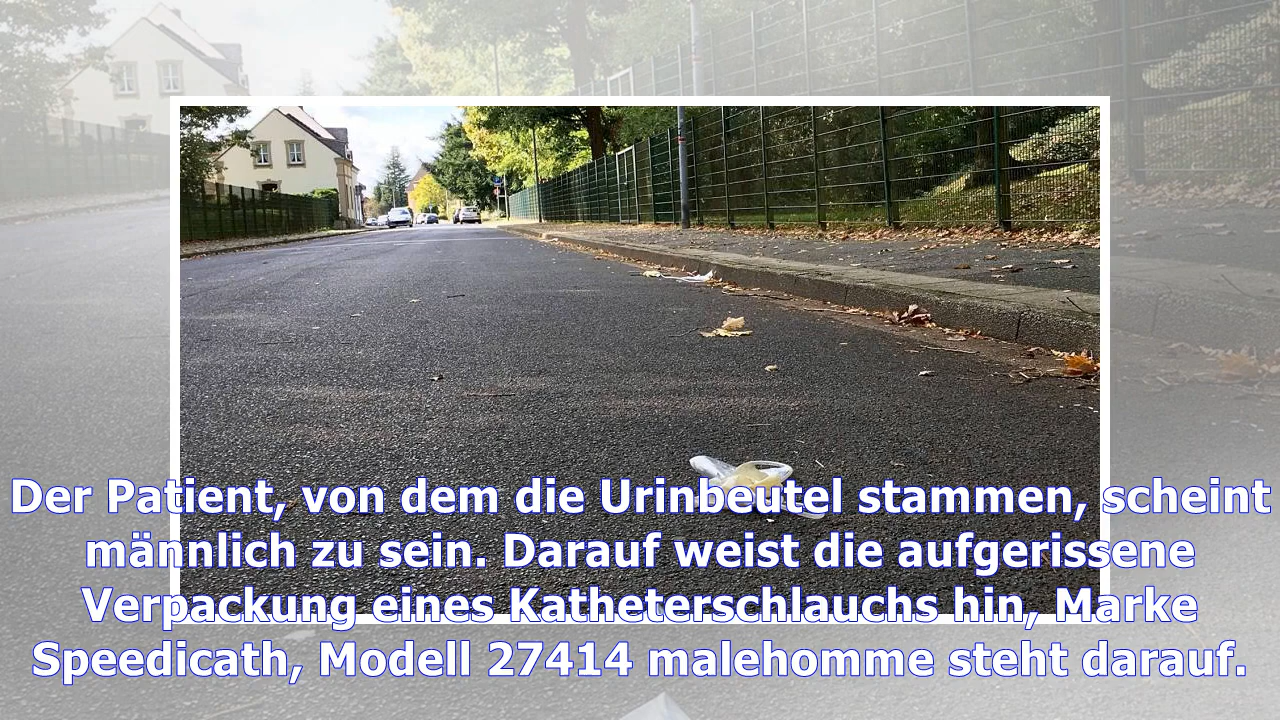 Der Patient, von dem die Urinbeutel stammen, scheint
männlich zu sein. Darauf weist die aufgerissene
Verpackung eines Katheterschlauchs hin, Marke
Speedicath, Modell 27414 malehomme steht darauf.